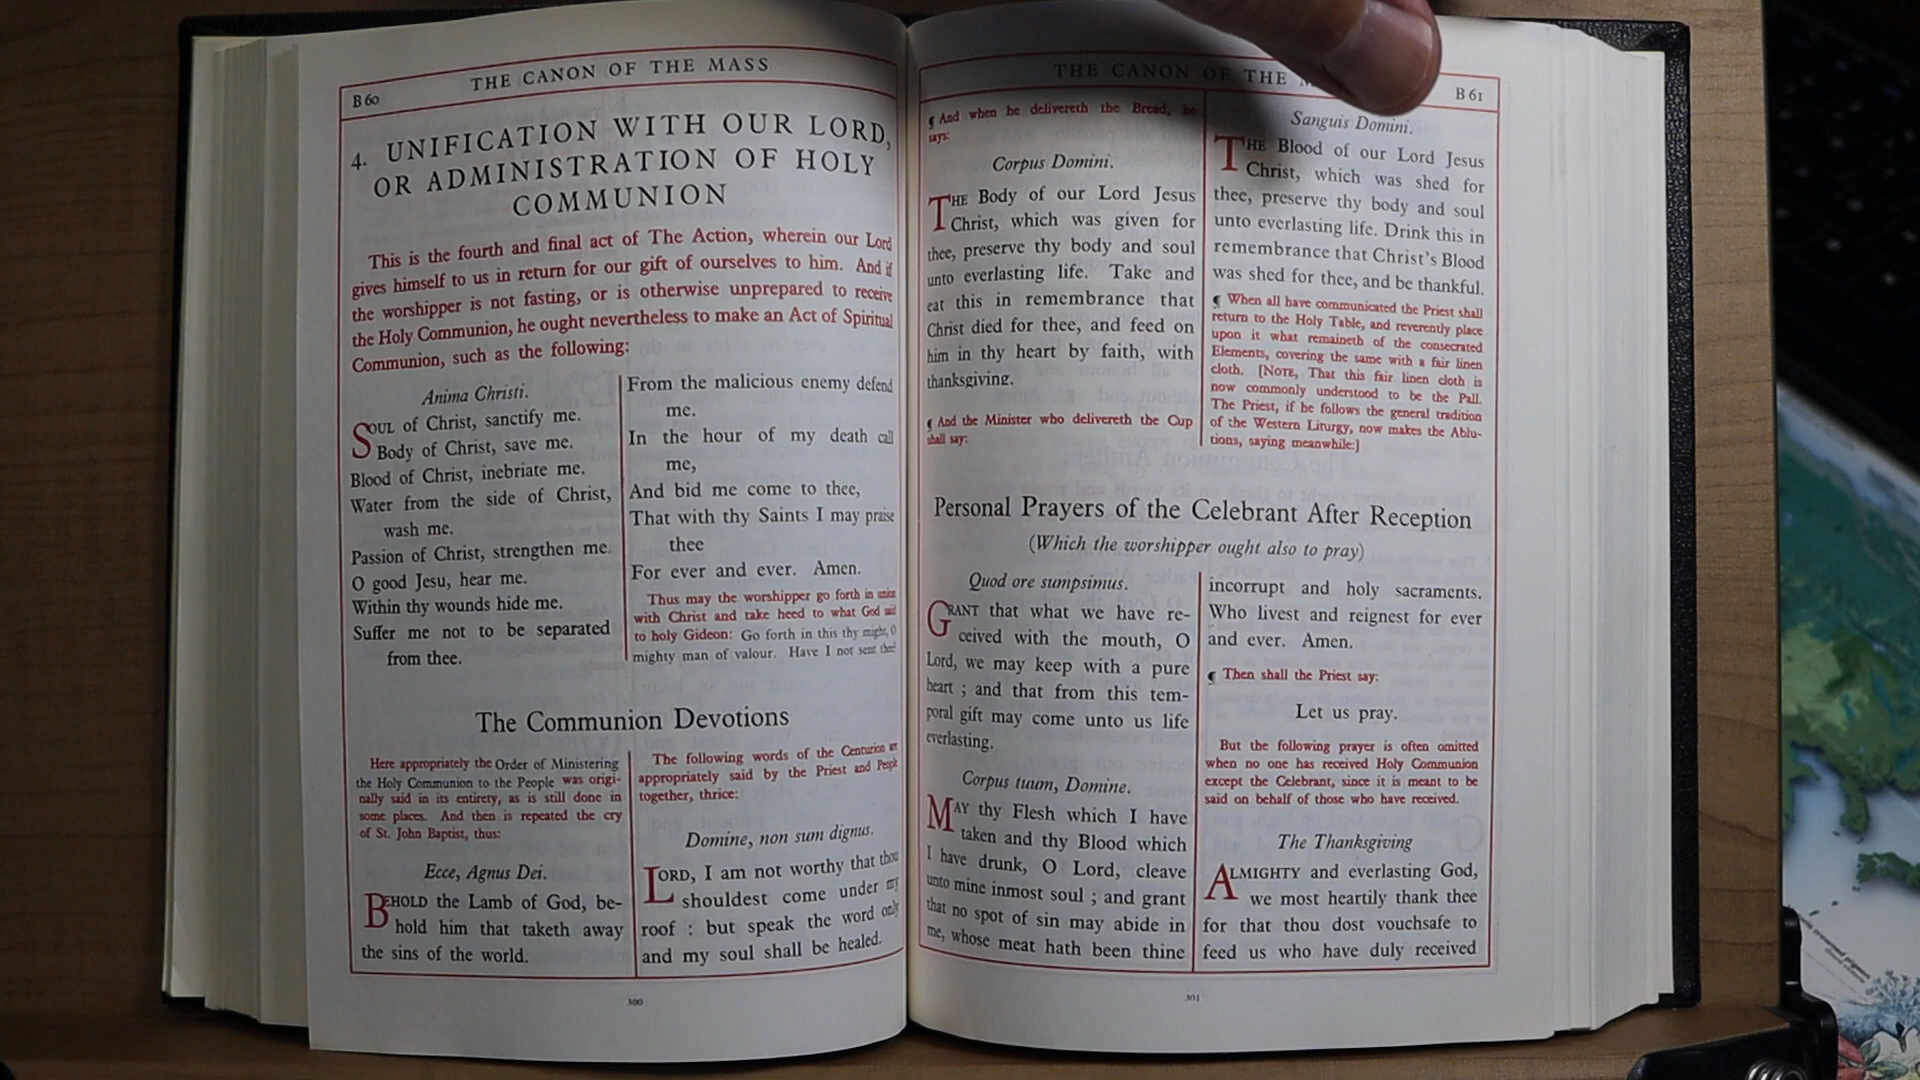 B 60
THE CANON OF THE MASS
4. UNIFICATION WITH OUR LORD,
OR ADMINISTRATION OF HOLY
COMMUNION
This is the fourth and final act of The Action, wherein our Lord
gives himself to us in return for our gift of ourselves to him. And if
the worshipper is not fasting, or is otherwise unprepared to receive
the Holy Communion, he ought nevertheless to make an Act of Spiritual
Communion, such as the following:
Anima Christi.
SOUL of Christ, sanctify me.
Body of Christ, save me.
Blood of Christ, inebriate me.
Water from the side of Christ,
wash me.
Passion of Christ, strengthen me.
O good Jesu, hear me.
Within thy wounds hide me.
Suffer me not to be separated
from thee.
From the malicious enemy defend
me.
In the hour of my death call
me,
And bid me come to thee,
That with thy Saints I may praise
thee
For ever and ever. Amen.
Thus may the worshipper go forth in union
with Christ and take heed to what God said
to holy Gideon: Go forth in this thy might, O
mighty man of valour. Have I not sent thee?
The Communion Devotions
Here appropriately the Order of Ministering
the Holy Communion to the People was origi-
nally said in its entirety, as is still done in
some places. And then is repeated the cry
of St. John Baptist, thus:
Ecce, Agnus Dei.
BEHOLD the Lamb of God, be-
hold him that taketh away
the sins of the world.
The following words of the Centurion are
appropriately said by the Priest and People
together, thrice:
Domine, non sum dignus.
LORD, I am not worthy that thou
shouldest come under my
roof : but speak the word only
and my soul shall be healed.
300
THE CANON OF THE
B 61
¶ And when he delivereth the Bread, he
says:
Corpus Domini.
THE Body of our Lord Jesus
Christ, which was given for
thee, preserve thy body and soul
unto everlasting life. Take and
eat this in remembrance that
Christ died for thee, and feed on
him in thy heart by faith, with
thanksgiving.
¶ And the Minister who delivereth the Cup
shall say:
Sanguis Domini.
THE Blood of our Lord Jesus
Christ, which was shed for
thee, preserve thy body and soul
unto everlasting life. Drink this in
remembrance that Christ's Blood
was shed for thee, and be thankful.
¶ When all have communicated the Priest shall
return to the Holy Table, and reverently place
upon it what remaineth of the consecrated
Elements, covering the same with a fair linen
cloth. [NOTE, That this fair linen cloth is
now commonly understood to be the Pall.
The Priest, if he follows the general tradition
of the Western Liturgy, now makes the Ablu-
tions, saying meanwhile:]
Personal Prayers of the Celebrant After Reception
(Which the worshipper ought also to pray)
Quod ore sumpsimus.
GRANT that what we have re-
ceived with the mouth, O
Lord, we may keep with a pure
heart ; and that from this tem-
poral gift may come unto us life
everlasting.
Corpus tuum, Domine.
MAY thy Flesh which I have
taken and thy Blood which
I have drunk, O Lord, cleave
unto mine inmost soul ; and grant
that no spot of sin may abide in
me, whose meat hath been thine
incorrupt and holy sacraments.
Who livest and reignest for ever
and ever. Amen.
¶ Then shall the Priest say:
Let us pray.
But the following prayer is often omitted
when no one has received Holy Communion
except the Celebrant, since it is meant to be
said on behalf of those who have received.
The Thanksgiving
ALMIGHTY and everlasting God,
we most heartily thank thee
for that thou dost vouchsafe to
feed us who have duly received
301